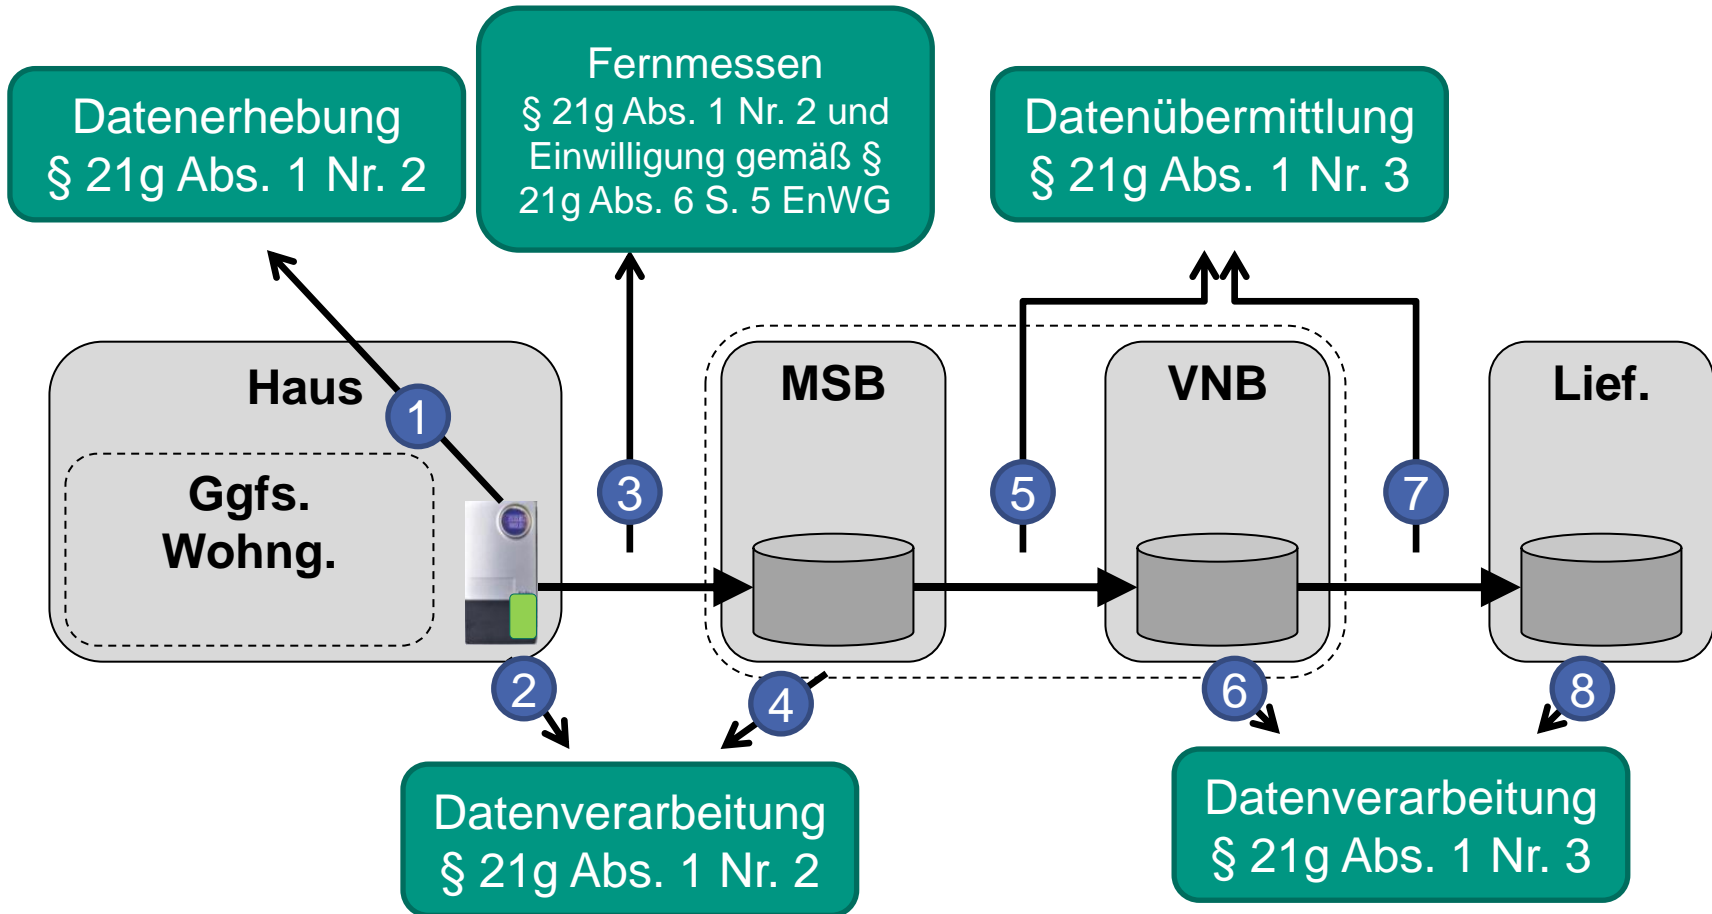 Datenerhebung
§ 21g Abs. 1 Nr. 2
Fernmessen
§ 21g Abs. 1 Nr. 2 und
Einwilligung gemäß §
21g Abs. 6 S. 5 EnWG
Datenübermittlung
§ 21g Abs. 1 Nr. 3
Haus
Ggfs.
Wohng.
MSB
VNB
Lief.
1
3
5
7
2
4
6
8
Datenverarbeitung
§ 21g Abs. 1 Nr. 2
Datenverarbeitung
§ 21g Abs. 1 Nr. 3